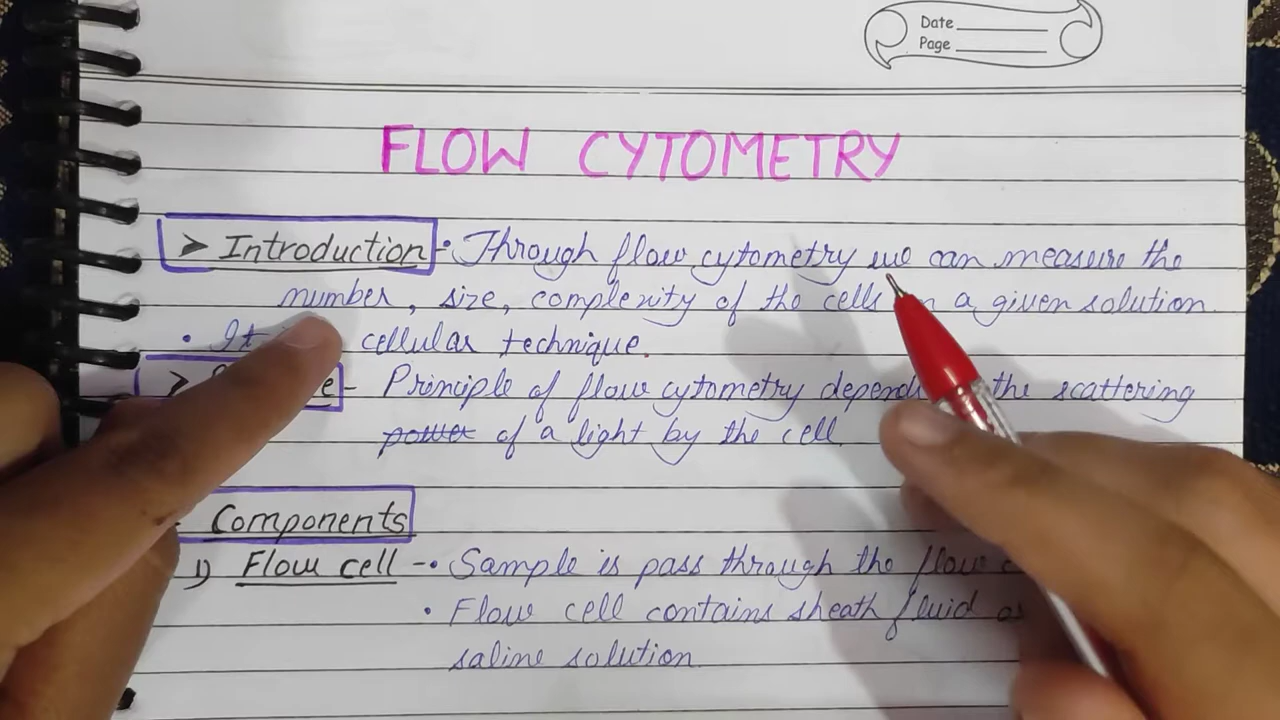 Date
Page
FLOW CYTOMETRY
➤ Introduction -• Through flow cytometry we can measure the
number, size, complexity of the cells a given solution.
• It cellular technique.
➤ - Principle of flow cytometry depend the scattering
power of a light by the cell.
Components
1) Flow cell -• Sample is pass through the flow
• Flow cell contains sheath fluid
saline solution.